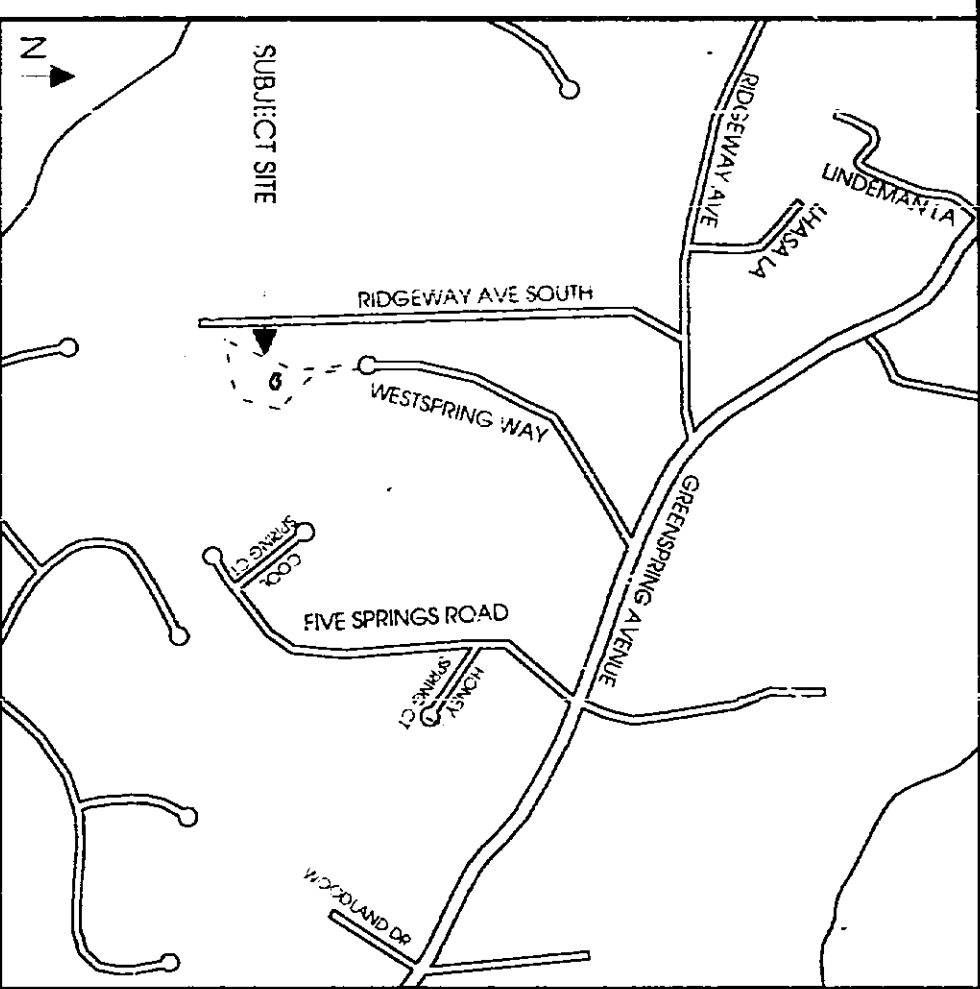 N
SUBJECT SITE
RIDGEWAY AVE
LINDEMAN LA
LHASA LA
RIDGEWAY AVE SOUTH
WESTSPRING WAY
GREENSPRING AVENUE
COOL
SPRING CT
FIVE SPRINGS ROAD
HONEY
SPRING CT
WOODLAND DR